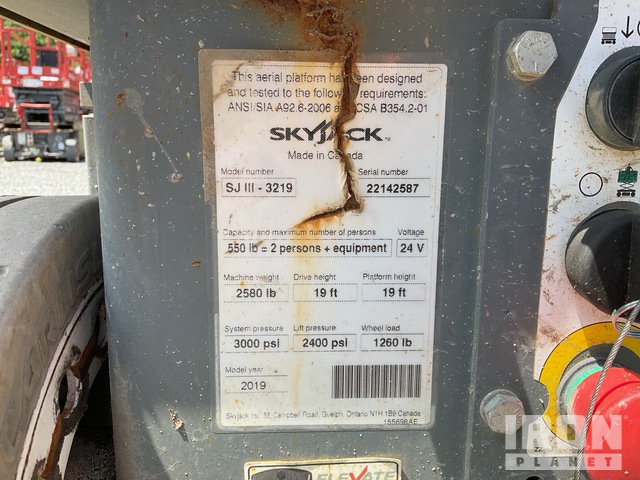 This aerial platform has been designed
and tested to the following requirements:
ANSI/SIA A92.6-2006 CSA B354.2-01
SKYJACK
Made in Canada
Model number Serial number
SJ III - 3219 22142587
Capacity and maximum number of persons Voltage
550 lb = 2 persons + equipment 24 V
Machine weight Drive height Platform height
2580 lb 19 ft 19 ft
System pressure Lift pressure Wheel load
3000 psi 2400 psi 1260 lb
Model year
2019
Skyjack Inc. 55 Campbell Road, Guelph, Ontario N1H 1B9 Canada
155698AE
ELEVATE
IRON
PLANET